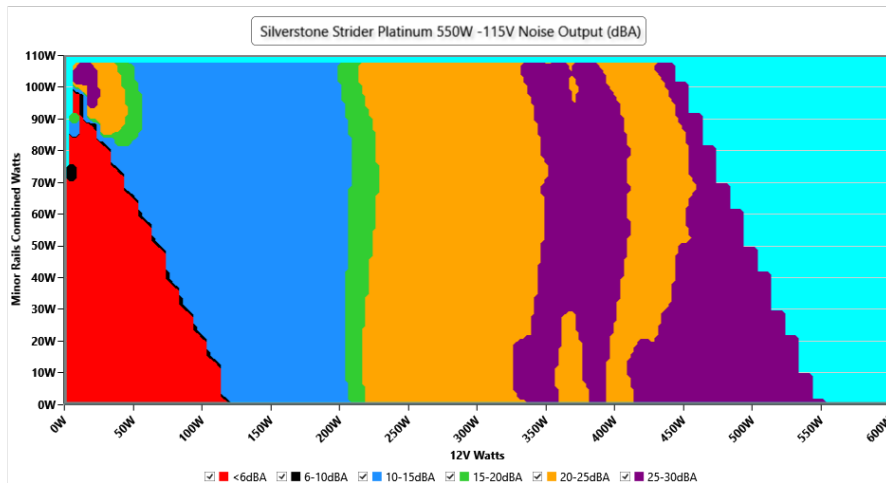 Silverstone Strider Platinum 550W -115V Noise Output (dBA)
110W
100W
90W
80W
70W
60W
50W
40W
30W
20W
10W
0W
Minor Rails Combined Watts
0W 50W 100W 150W 200W 250W 300W 350W 400W 450W 500W 550W 600W
12V Watts
<6dBA 6-10dBA 10-15dBA 15-20dBA 20-25dBA 25-30dBA